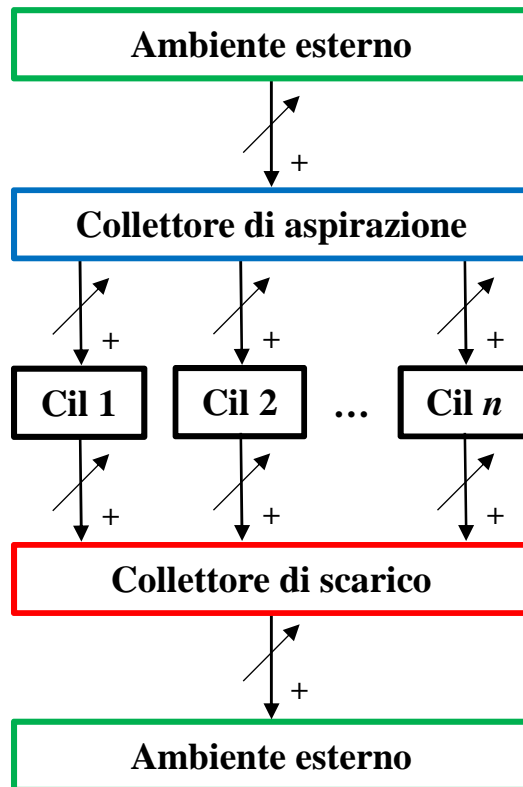 Ambiente esterno
+
Collettore di aspirazione
+ + +
Cil 1 Cil 2 ... Cil n
+ + +
Collettore di scarico
+
Ambiente esterno